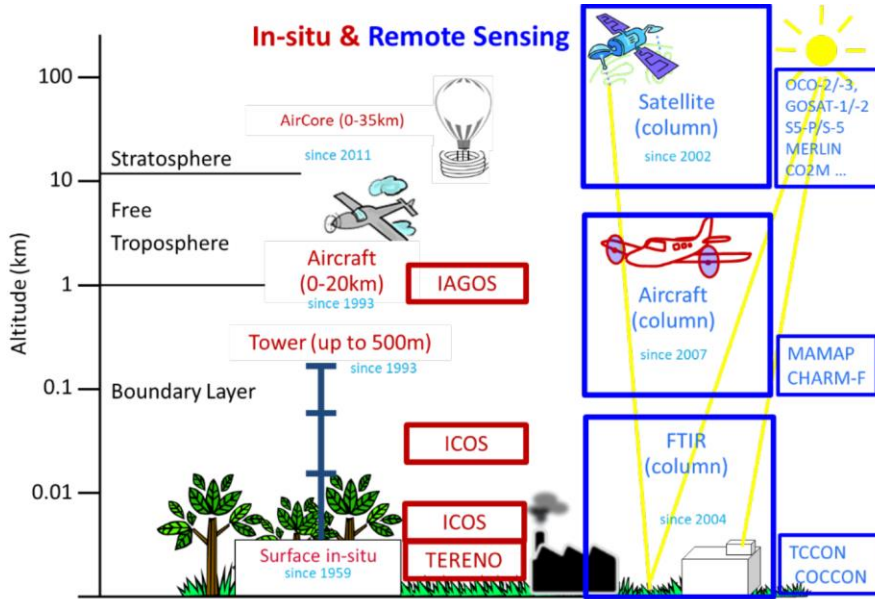 In-situ & Remote Sensing
Altitude (km)
100
10
1
0.1
0.01
Stratosphere
Free
Troposphere
Boundary Layer
AirCore (0-35km)
since 2011
Aircraft
(0-20km)
since 1993
IAGOS
Tower (up to 500m)
since 1993
ICOS
ICOS
TERENO
Surface in-situ
since 1959
Satellite
(column)
since 2002
OCO-2/-3,
GOSAT-1/-2
S5-P/S-5
MERLIN
CO2M ...
Aircraft
(column)
since 2007
MAMAP
CHARM-F
FTIR
(column)
since 2004
TCCON
COCCON